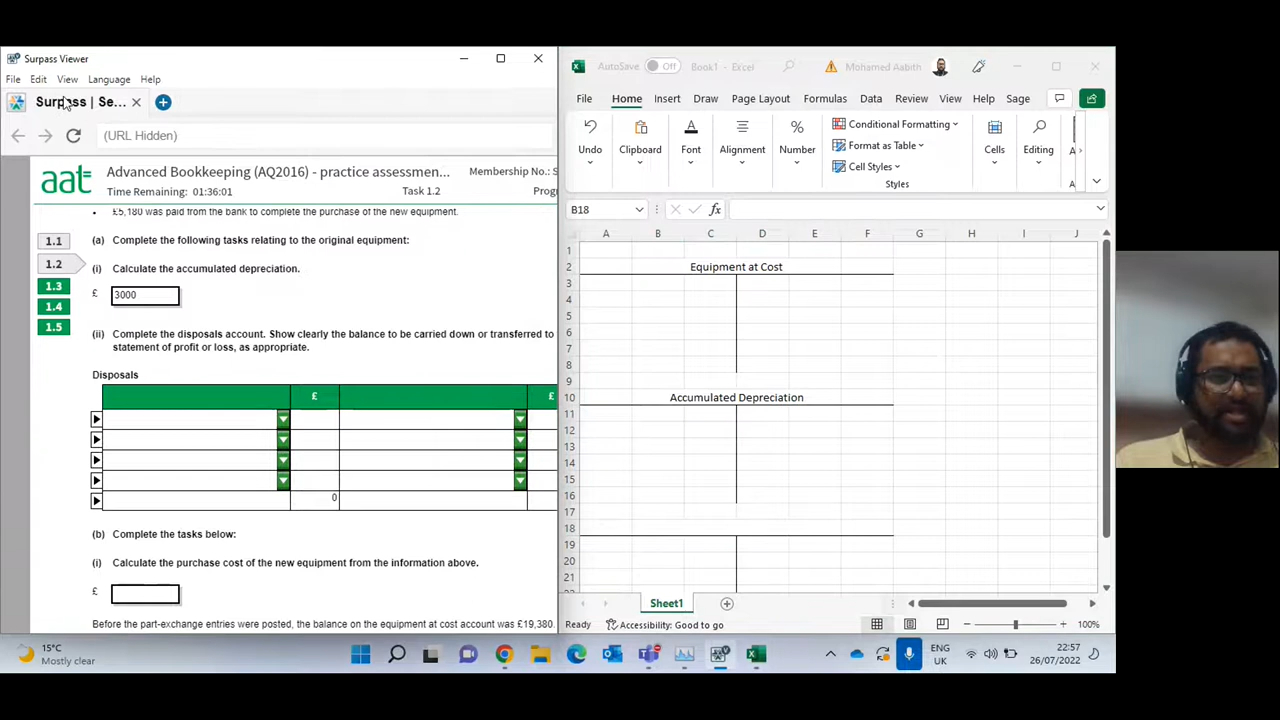 Surpass Viewer
File Edit View Language Help
Surpass | Se...
(URL Hidden)
aat
Advanced Bookkeeping (AQ2016) - practice assessmen...
Membership No.: S
Time Remaining: 01:36:01
Task 1.2
Progr
£5,180 was paid from the bank to complete the purchase of the new equipment.
1.1
1.2
1.3
1.4
1.5
(a) Complete the following tasks relating to the original equipment:
(i) Calculate the accumulated depreciation.
£ 3000
(ii) Complete the disposals account. Show clearly the balance to be carried down or transferred to
statement of profit or loss, as appropriate.
Disposals
£ £
0
(b) Complete the tasks below:
(i) Calculate the purchase cost of the new equipment from the information above.
£
Before the part-exchange entries were posted, the balance on the equipment at cost account was £19,380.
AutoSave Off Book1 - Excel Mohamed Aabith
File Home Insert Draw Page Layout Formulas Data Review View Help Sage
Undo
Clipboard
Font
Alignment
Number
Conditional Formatting
Format as Table
Cell Styles
Styles
Cells
Editing
A
A
B18
fx
A B C D E F G H I J
1
2 Equipment at Cost
3
4
5
6
7
8
9
10 Accumulated Depreciation
11
12
13
14
15
16
17
18
19
20
21
Sheet1
Ready Accessibility: Good to go 100%
15°C
Mostly clear
ENG
UK
22:57
26/07/2022